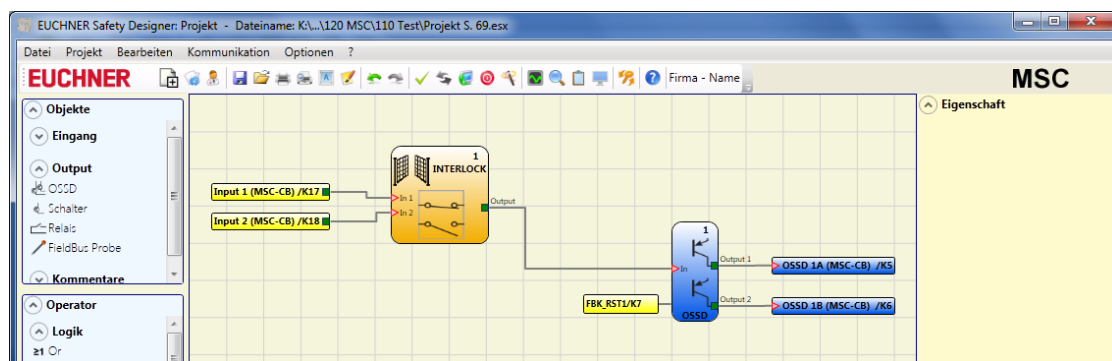 EUCHNER Safety Designer: Projekt - Dateiname: K:\...\120 MSC\110 Test\Projekt S. 69.esx
Datei Projekt Bearbeiten Kommunikation Optionen ?
EUCHNER Firma - Name MSC
Objekte
Eingang
Output
OSSD
Schalter
Relais
FieldBus Probe
Kommentare
Operator
Logik
≥1 Or
1
INTERLOCK
Input 1 (MSC-CB) /K17
Input 2 (MSC-CB) /K18
In 1
In 2
Output
1
In
Output 1
Output 2
OSSD
FBK_RST1/K7
OSSD 1A (MSC-CB) /K5
OSSD 1B (MSC-CB) /K6
Eigenschaft